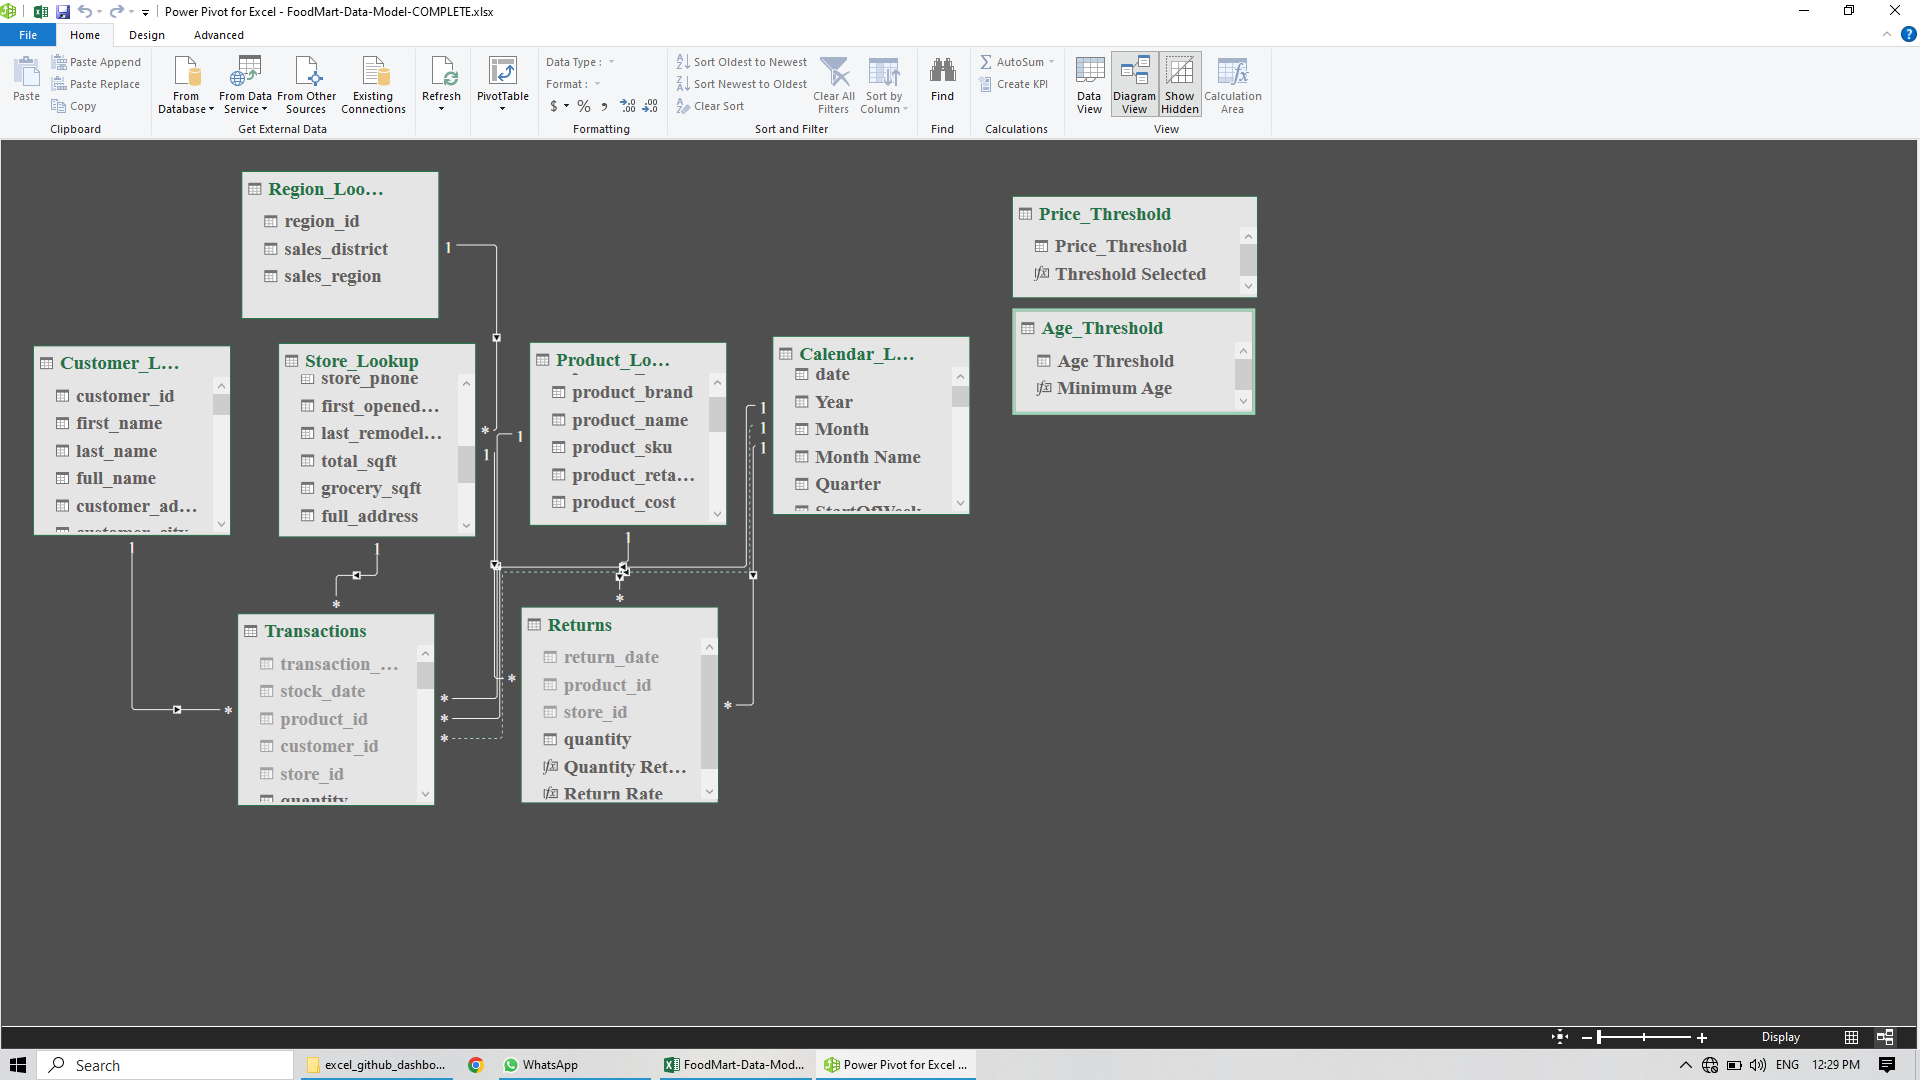 Power Pivot for Excel - FoodMart-Data-Model-COMPLETE.xlsx
File Home Design Advanced
Paste
Paste Append
Paste Replace
Copy
Clipboard
From Database
From Data Service
From Other Sources
Existing Connections
Get External Data
Refresh
PivotTable
Data Type :
Format :
$ % , .00 .00
Formatting
Sort Oldest to Newest
Sort Newest to Oldest
Clear Sort
Clear All Filters
Sort by Column
Sort and Filter
Find
Find
AutoSum
Create KPI
Calculations
Data View
Diagram View
Show Hidden
Calculation Area
View
Region_Loo...
region_id
sales_district
sales_region
1
Price_Threshold
Price_Threshold
Threshold Selected
Age_Threshold
Age Threshold
Minimum Age
Customer_L...
customer_id
first_name
last_name
full_name
customer_ad...
customer_city
1
Store_Lookup
store_phone
first_opened...
last_remodel...
total_sqft
grocery_sqft
full_address
*
1
1
1
Product_Lo...
product_brand
product_name
product_sku
product_reta...
product_cost
1
Calendar_L...
date
Year
Month
Month Name
Quarter
StartOfWeek
1
1
1
*
*
Transactions
transaction_...
stock_date
product_id
customer_id
store_id
quantity
*
*
*
*
Returns
return_date
product_id
store_id
quantity
Quantity Ret...
Return Rate
*
*
Display
Search
excel_github_dashbo...
WhatsApp
FoodMart-Data-Mod...
Power Pivot for Excel ...
ENG
12:29 PM